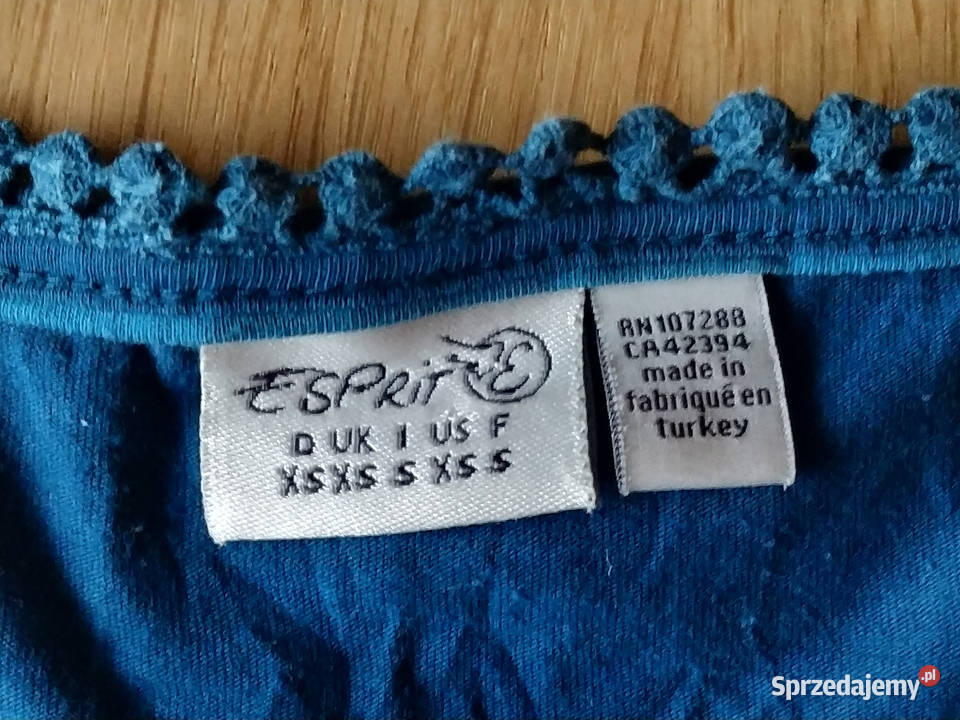 ESPRIT E
D UK I US F
XS XS S XS S
RN107288
CA42394
made in
fabriqué en
turkey
Sprzedajemy.pl